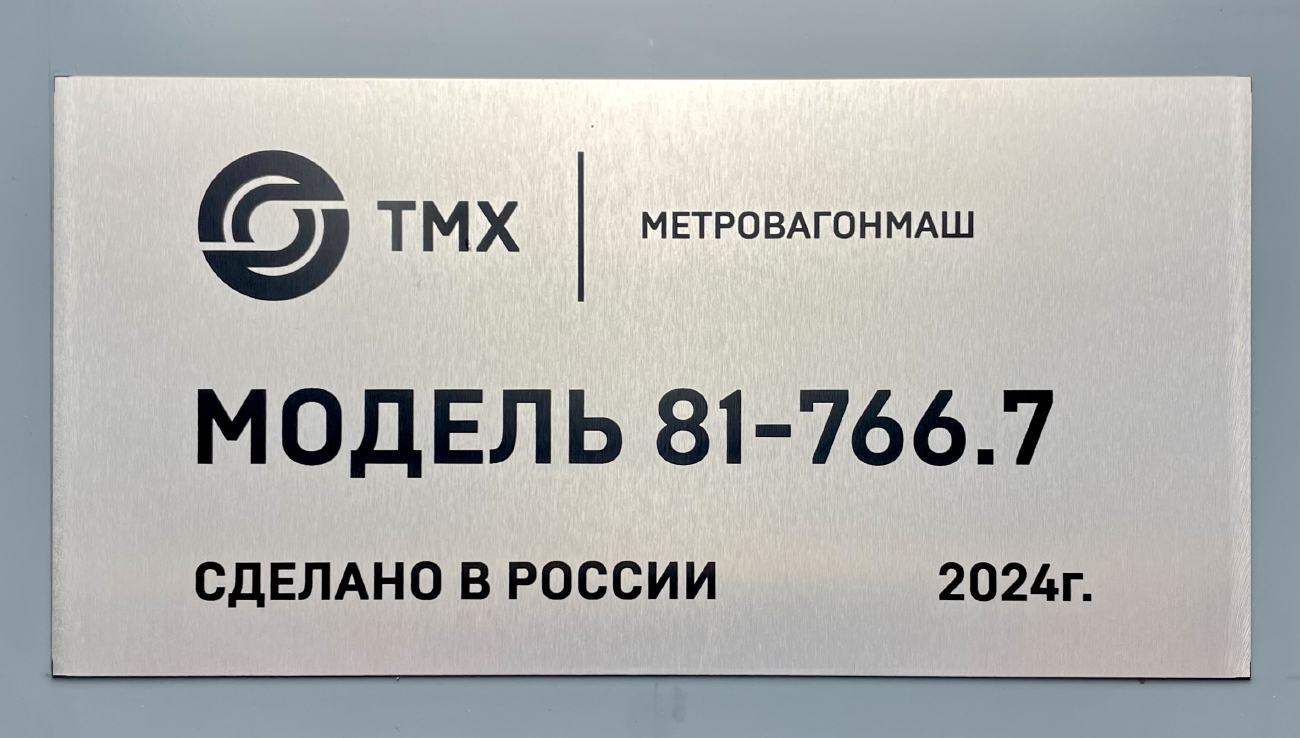 ТМХ МЕТРОВАГОНМАШ
МОДЕЛЬ 81-766.7
СДЕЛАНО В РОССИИ 2024г.